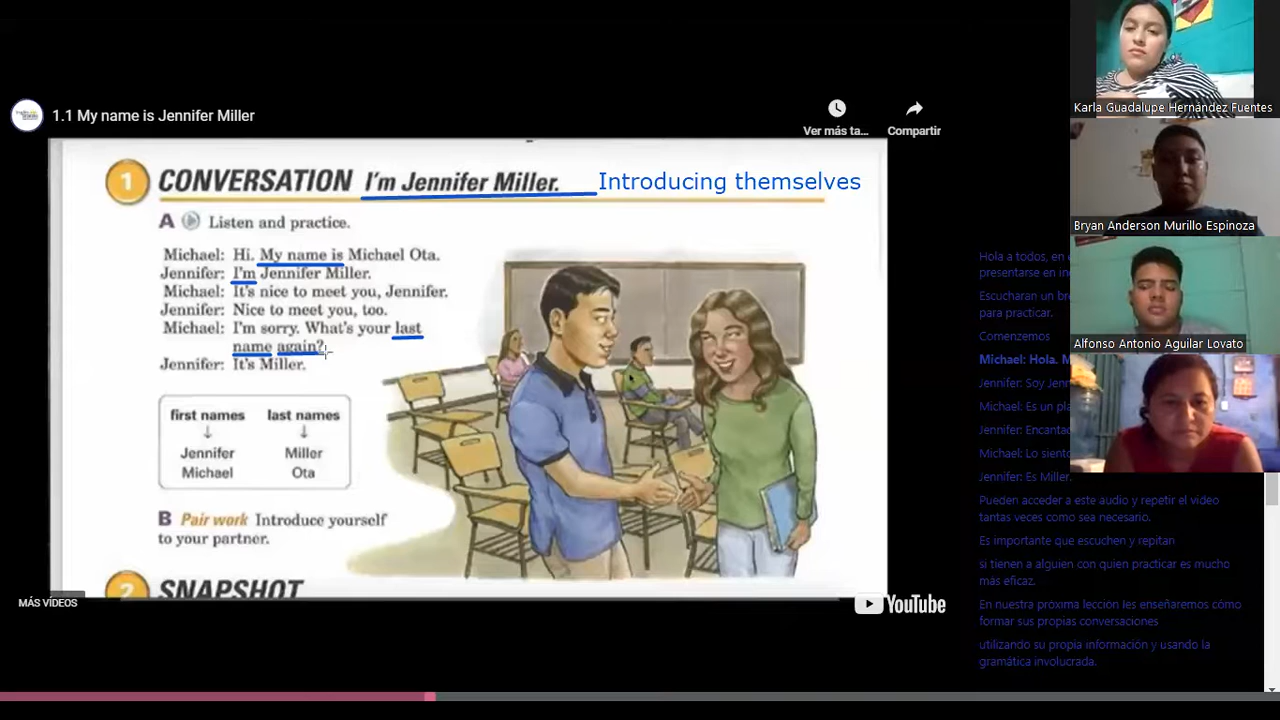 1.1 My name is Jennifer Miller
Ver más ta...
Compartir
1 CONVERSATION I'm Jennifer Miller. Introducing themselves
A Listen and practice.
Michael: Hi. My name is Michael Ota.
Jennifer: I'm Jennifer Miller.
Michael: It's nice to meet you, Jennifer.
Jennifer: Nice to meet you, too.
Michael: I'm sorry. What's your last
name again?
Jennifer: It's Miller.
first names last names
Jennifer Miller
Michael Ota
B Pair work Introduce yourself
to your partner.
2 SNAPSHOT
MÁS VÍDEOS
YouTube
Karla Guadalupe Hernández Fuentes
Bryan Anderson Murillo Espinoza
Alfonso Antonio Aguilar Lovato
Hola a todos, en
presentarse en in
Escucharan un br
para practicar.
Comenzemos
Michael: Hola. M
Jennifer: Soy Jenn
Michael: Es un pla
Jennifer: Encantad
Michael: Lo siento
Jennifer: Es Miller.
Pueden acceder a este audio y repetir el video
tantas veces como sea necesario.
Es importante que escuchen y repitan
si tienen a alguien con quien practicar es mucho
más eficaz.
En nuestra próxima lección les enseñaremos cómo
formar sus propias conversaciones
utilizando su propia información y usando la
gramática involucrada.